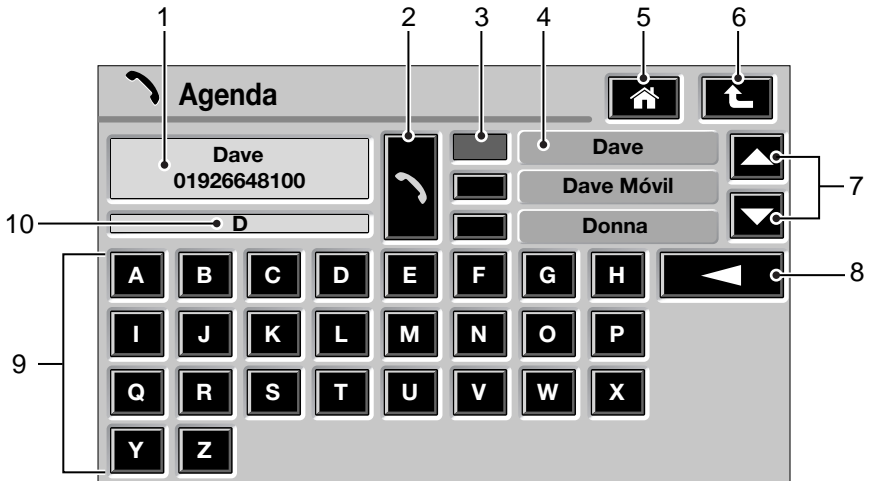 1 2 3 4 5 6
Agenda
Dave
01926648100
Dave
Dave Móvil
7
Donna
10
D
A B C D E F G H
8
I J K L M N O P
9
Q R S T U V W X
Y Z